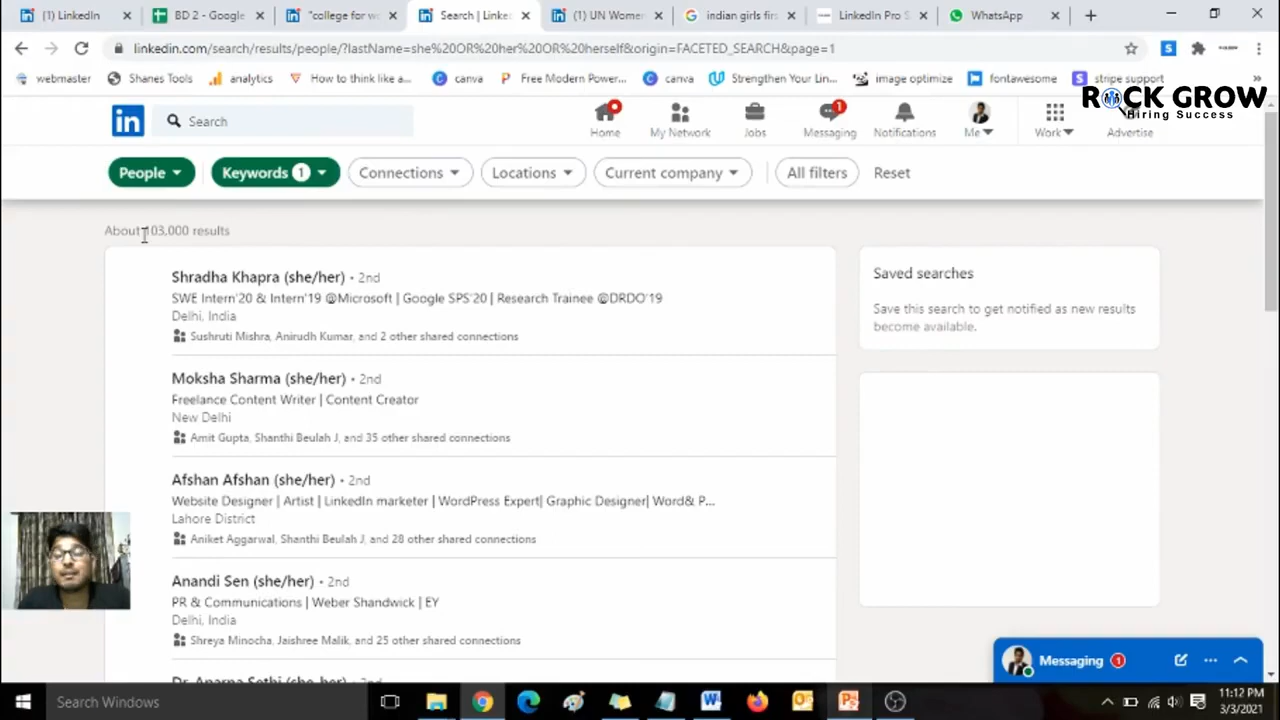 (1) LinkedIn
BD 2 - Google
"college for w
Search | Linke
(1) UN Wome
indian girls firs
LinkedIn Pro S
WhatsApp
linkedin.com/search/results/people/?lastName=she%20OR%20her%20OR%20herself&origin=FACETED_SEARCH&page=1
webmaster
Shanes Tools
analytics
How to think like a...
canva
Free Modern Power...
canva
Strengthen Your Lin...
image optimize
fontawesome
stripe support
ROCK GROW
Hiring Success
in
Search
Home
My Network
Jobs
1
Messaging
Notifications
Me
Work
Advertise
People
Keywords 1
Connections
Locations
Current company
All filters
Reset
About 103,000 results
Shradha Khapra (she/her) • 2nd
SWE Intern'20 & Intern'19 @Microsoft | Google SPS'20 | Research Trainee @DRDO'19
Delhi, India
Sushruti Mishra, Anirudh Kumar, and 2 other shared connections
Moksha Sharma (she/her) • 2nd
Freelance Content Writer | Content Creator
New Delhi
Amit Gupta, Shanthi Beulah J, and 35 other shared connections
Afshan Afshan (she/her) • 2nd
Website Designer | Artist | LinkedIn marketer | WordPress Expert| Graphic Designer| Word& P...
Lahore District
Aniket Aggarwal, Shanthi Beulah J, and 28 other shared connections
Anandi Sen (she/her) • 2nd
PR & Communications | Weber Shandwick | EY
Delhi, India
Shreya Minocha, Jaishree Malik, and 25 other shared connections
Saved searches
Save this search to get notified as new results
become available.
Messaging 1
Search Windows
11:12 PM
3/3/2021